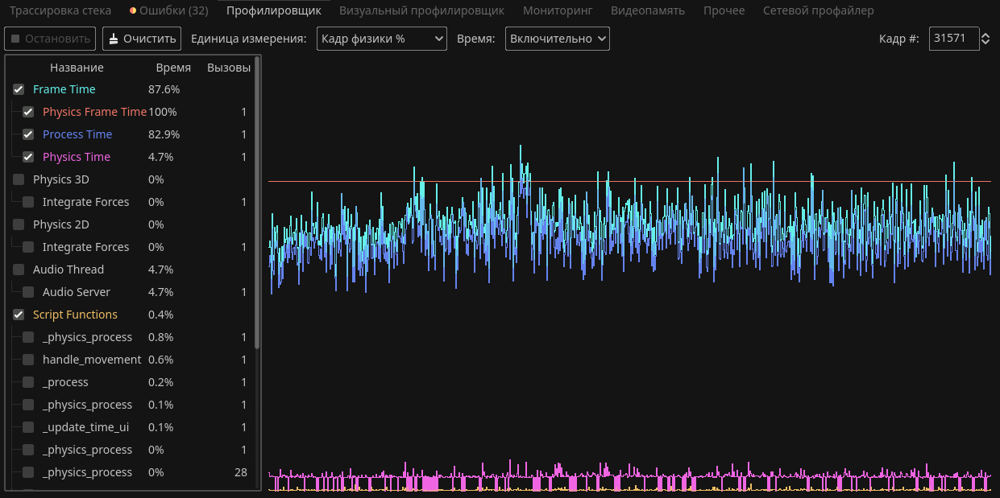 Трассировка стека Ошибки (32) Профилировщик Визуальный профилировщик Мониторинг Видеопамять Прочее Сетевой профайлер
Остановить Очистить Единица измерения: Кадр физики % Время: Включительно Кадр #: 31571
Название Время Вызовы
Frame Time 87.6%
Physics Frame Time 100% 1
Process Time 82.9% 1
Physics Time 4.7% 1
Physics 3D 0%
Integrate Forces 0% 1
Physics 2D 0%
Integrate Forces 0% 1
Audio Thread 4.7%
Audio Server 4.7% 1
Script Functions 0.4%
_physics_process 0.8% 1
handle_movement 0.6% 1
_process 0.2% 1
_physics_process 0.1% 1
_update_time_ui 0.1% 1
_physics_process 0% 1
_physics_process 0% 28